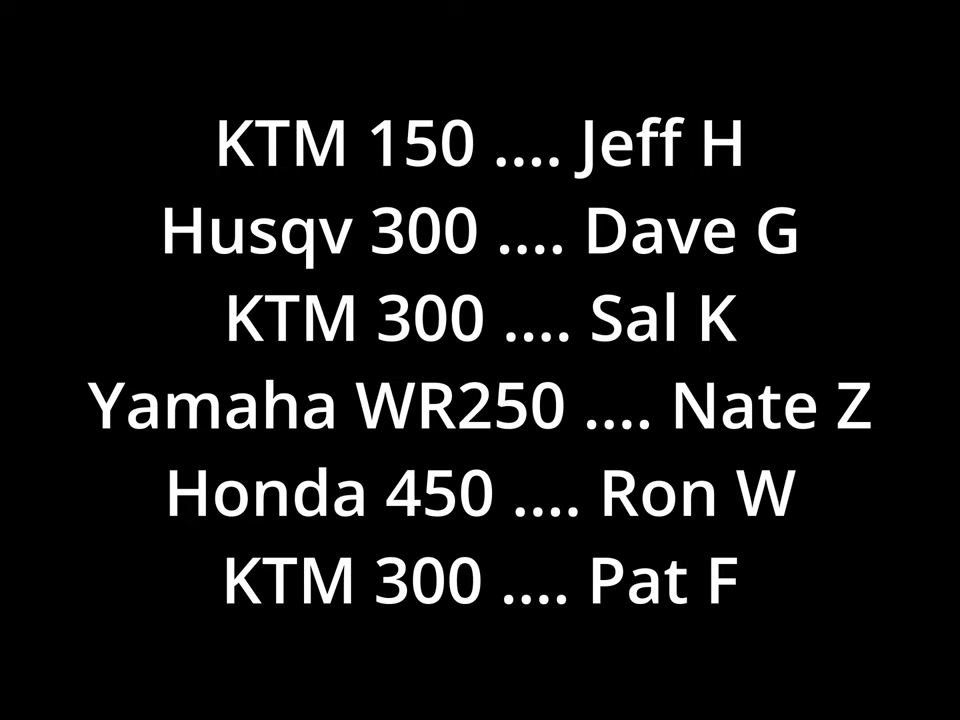 KTM 150 .... Jeff H
Husqv 300 .... Dave G
KTM 300 .... Sal K
Yamaha WR250 .... Nate Z
Honda 450 .... Ron W
KTM 300 .... Pat F